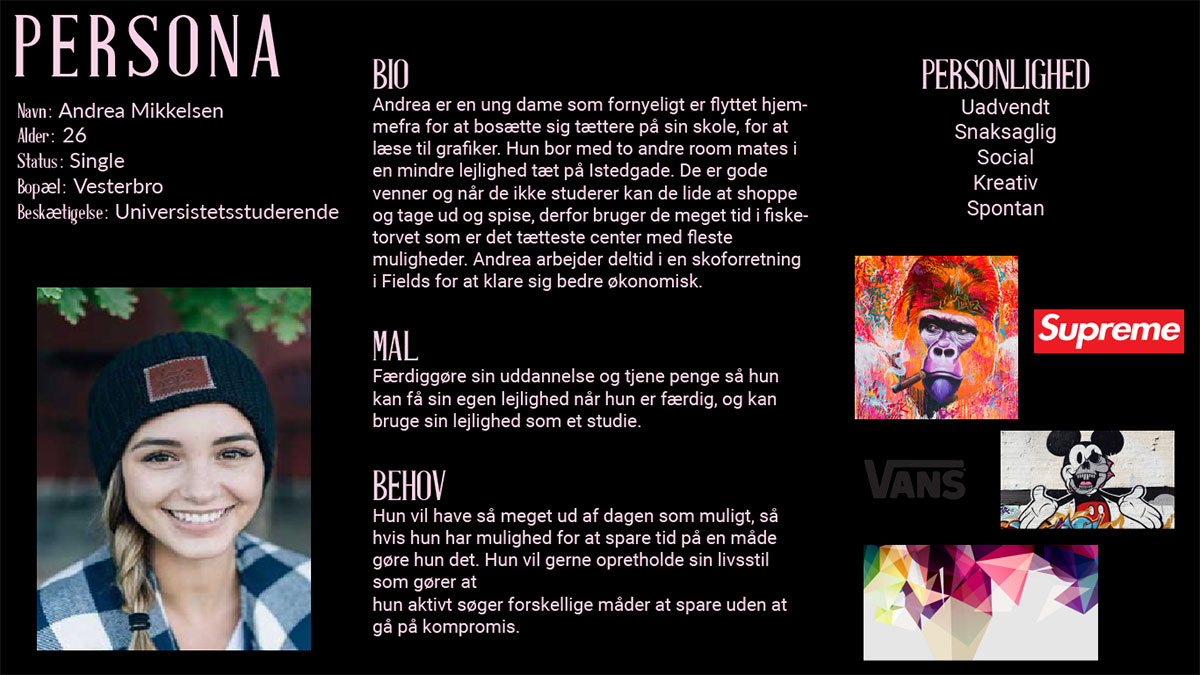 PERSONA
Navn: Andrea Mikkelsen
Alder: 26
Status: Single
Bopæl: Vesterbro
Beskætigelse: Universistetsstuderende
BIO
Andrea er en ung dame som fornyeligt er flyttet hjem-
mefra for at bosætte sig tættere på sin skole, for at
læse til grafiker. Hun bor med to andre room mates i
en mindre lejlighed tæt på Istedgade. De er gode
venner og når de ikke studerer kan de lide at shoppe
og tage ud og spise, derfor bruger de meget tid i fiske-
torvet som er det tætteste center med fleste
muligheder. Andrea arbejder deltid i en skoforretning
i Fields for at klare sig bedre økonomisk.
MAL
Færdiggøre sin uddannelse og tjene penge så hun
kan få sin egen lejlighed når hun er færdig, og kan
bruge sin lejlighed som et studie.
BEHOV
Hun vil have så meget ud af dagen som muligt, så
hvis hun har mulighed for at spare tid på en måde
gøre hun det. Hun vil gerne opretholde sin livsstil
som gører at
hun aktivt søger forskellige måder at spare uden at
gå på kompromis.
PERSONLIGHED
Uadvendt
Snaksaglig
Social
Kreativ
Spontan
Supreme
VANS